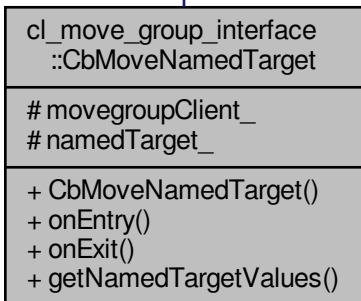 cl_move_group_interface
::CbMoveNamedTarget
# movegroupClient_
# namedTarget_
+ CbMoveNamedTarget()
+ onEntry()
+ onExit()
+ getNamedTargetValues()